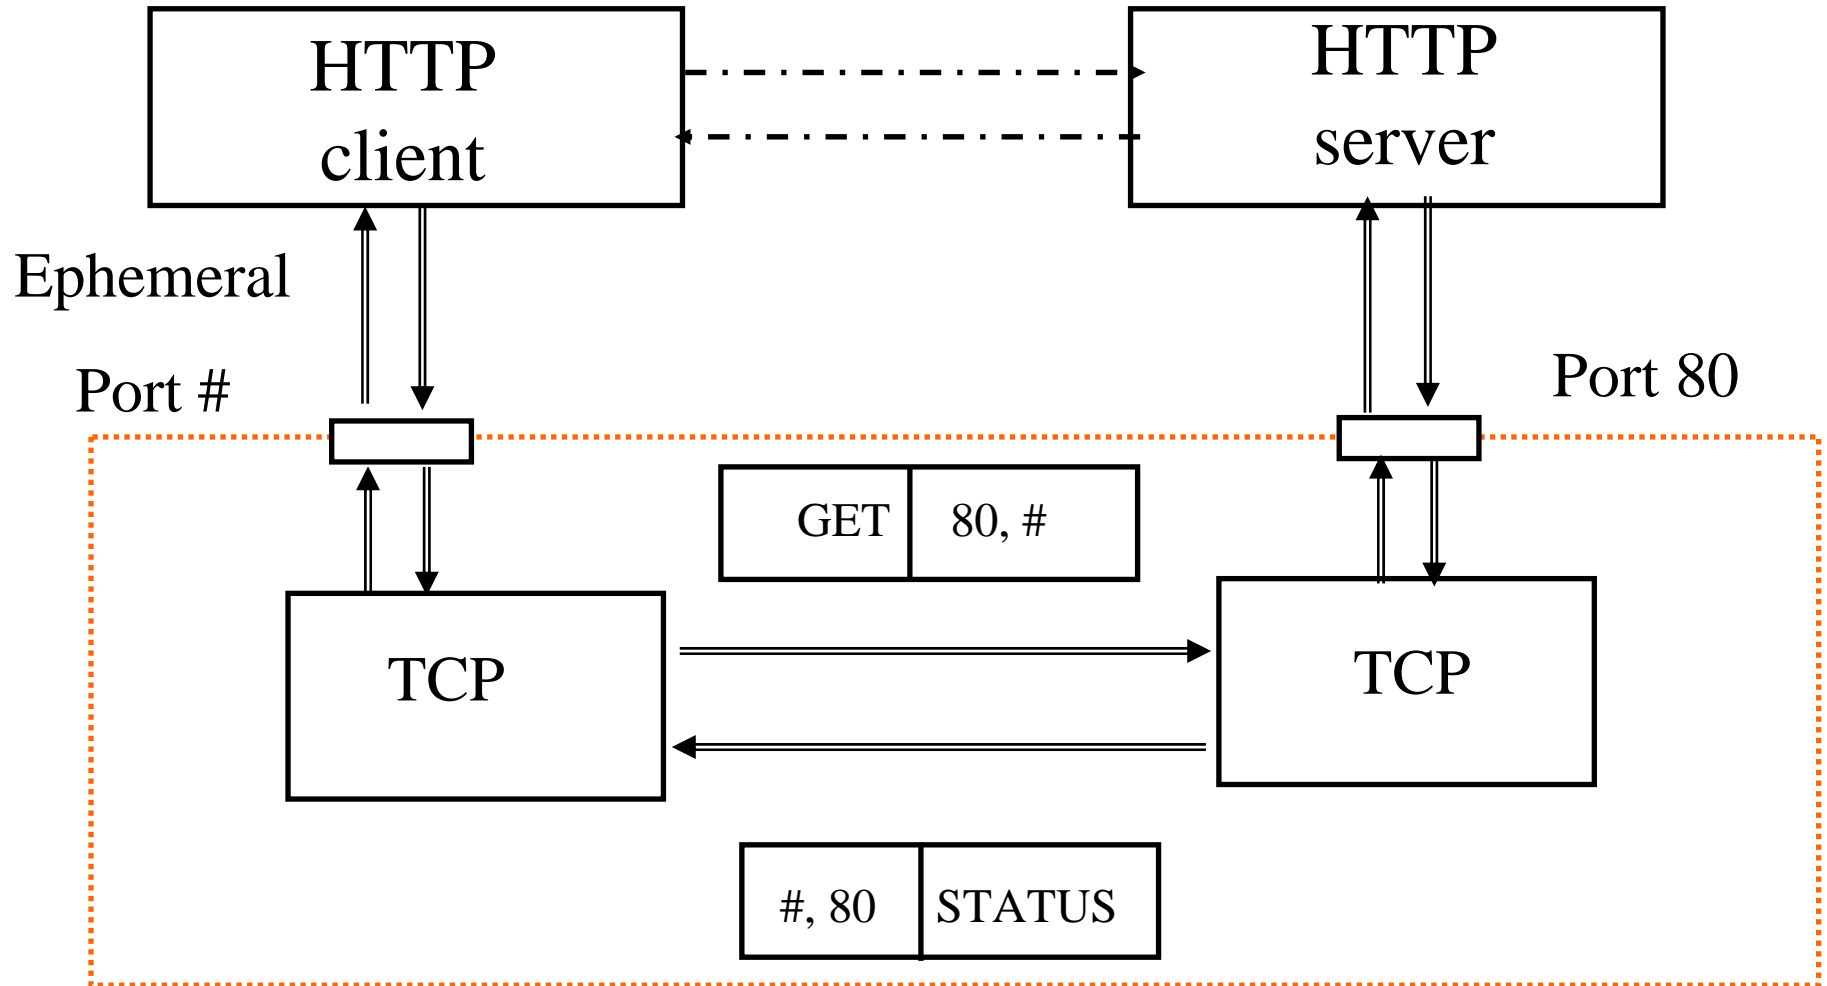 HTTP
client
HTTP
server
Ephemeral
Port #
Port 80
GET
80, #
TCP
TCP
#, 80
STATUS